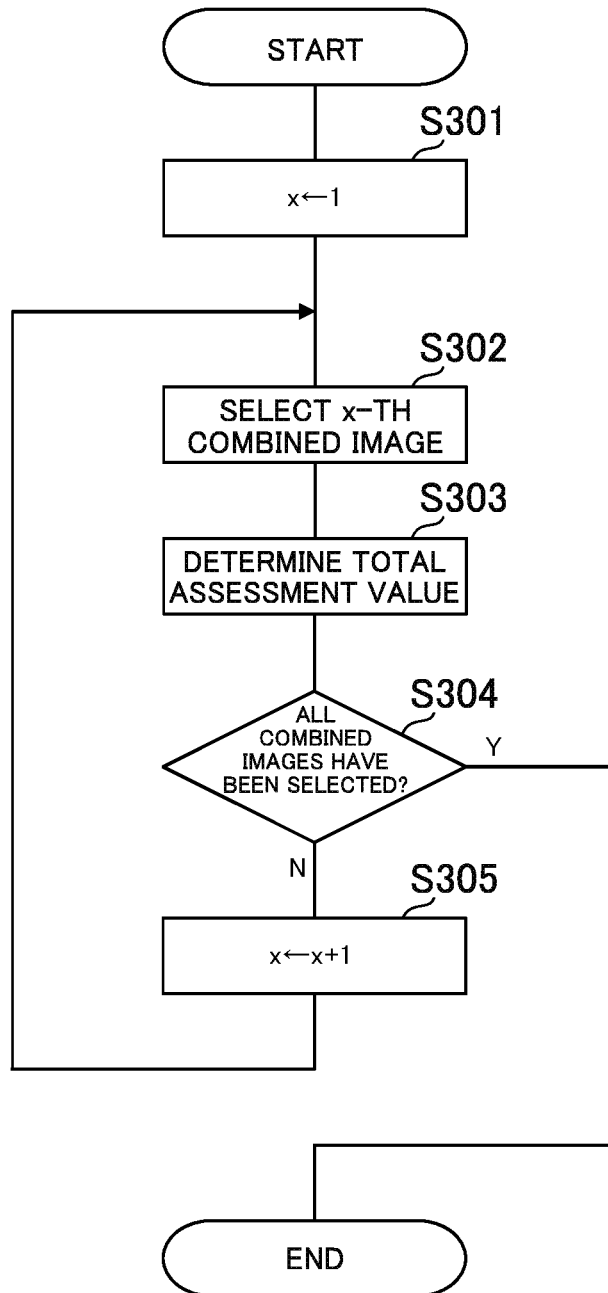 START
S301
x←1
S302
SELECT x-TH
COMBINED IMAGE
S303
DETERMINE TOTAL
ASSESSMENT VALUE
S304
ALL
COMBINED
IMAGES HAVE
BEEN SELECTED?
Y
N
S305
x←x+1
END